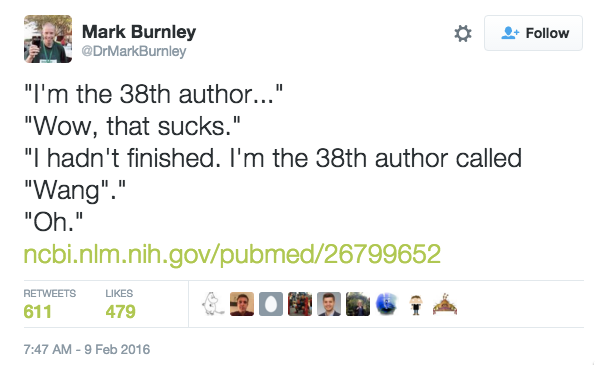 Mark Burnley
@DrMarkBurnley
Follow
"I'm the 38th author..."
"Wow, that sucks."
"I hadn't finished. I'm the 38th author called
"Wang"."
"Oh."
ncbi.nlm.nih.gov/pubmed/26799652
RETWEETS LIKES
611 479
7:47 AM - 9 Feb 2016